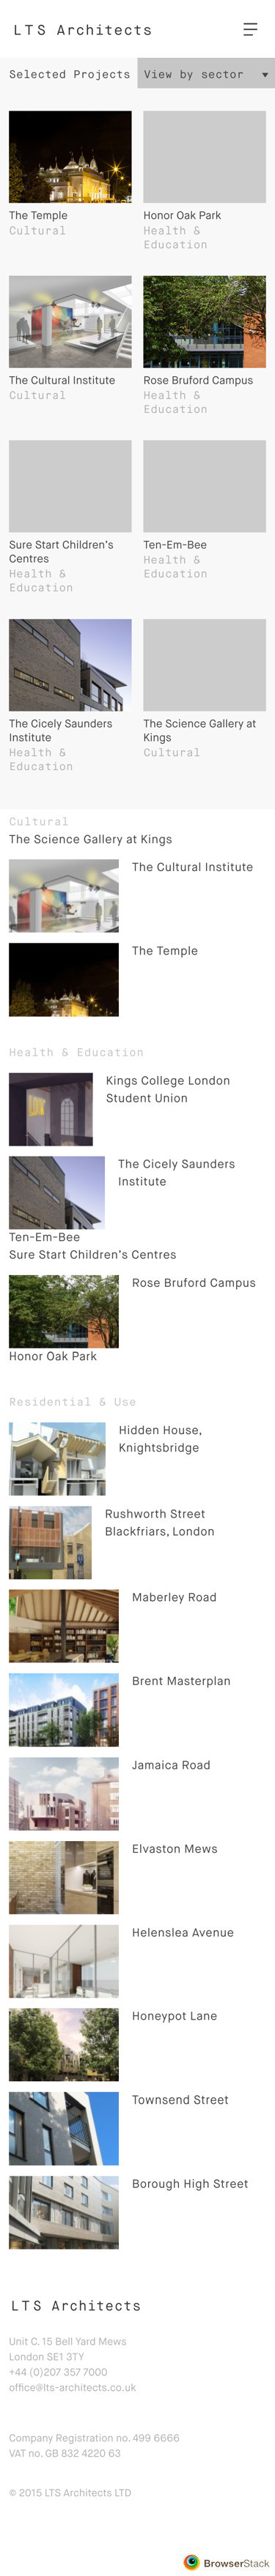 LTS Architects
Selected Projects View by sector
The Temple
Cultural
Honor Oak Park
Health &
Education
The Cultural Institute
Cultural
Rose Bruford Campus
Health &
Education
Sure Start Children's
Centres
Health &
Education
Ten-Em-Bee
Health &
Education
The Cicely Saunders
Institute
Health &
Education
The Science Gallery at
Kings
Cultural
Cultural
The Science Gallery at Kings
The Cultural Institute
The Temple
Health & Education
Kings College London
Student Union
The Cicely Saunders
Institute
Ten-Em-Bee
Sure Start Children's Centres
Rose Bruford Campus
Honor Oak Park
Residential & Use
Hidden House,
Knightsbridge
Rushworth Street
Blackfriars, London
Maberley Road
Brent Masterplan
Jamaica Road
Elvaston Mews
Helenslea Avenue
Honeypot Lane
Townsend Street
Borough High Street
LTS Architects
Unit C. 15 Bell Yard Mews
London SE1 3TY
+44 (0)207 357 7000
office@lts-architects.co.uk
Company Registration no. 499 6666
VAT no. GB 832 4220 63
© 2015 LTS Architects LTD
BrowserStack